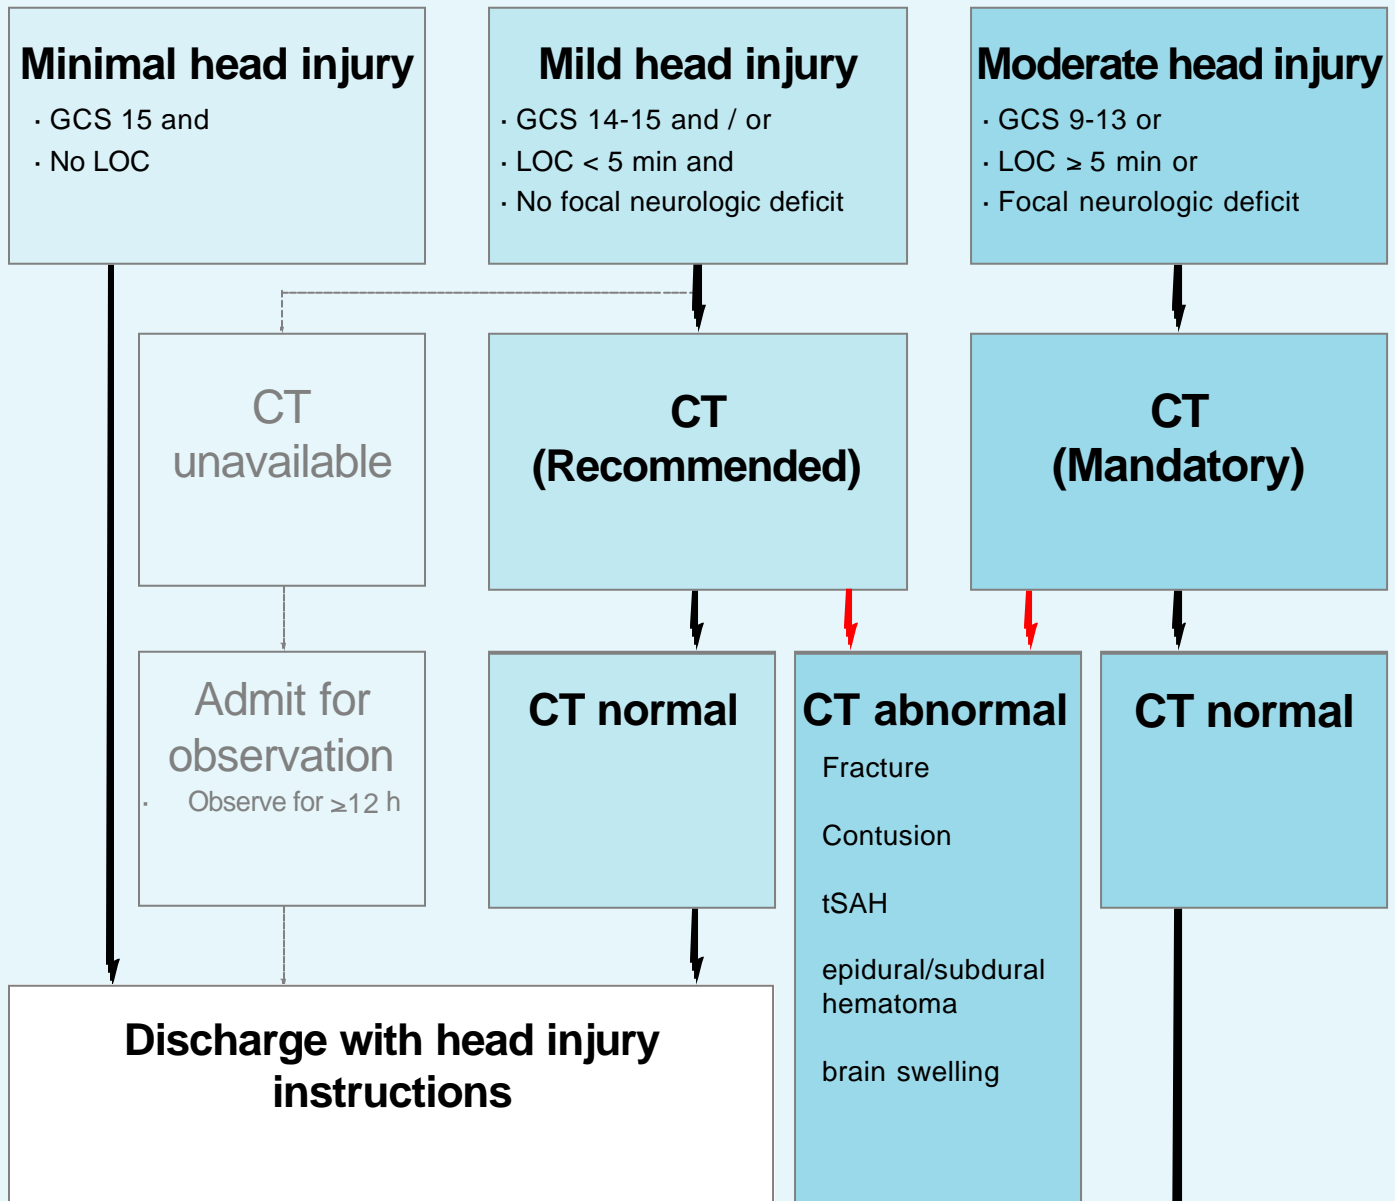 Minimal head injury
· GCS 15 and
· No LOC
Mild head injury
· GCS 14-15 and / or
· LOC < 5 min and
· No focal neurologic deficit
Moderate head injury
· GCS 9-13 or
· LOC ≥ 5 min or
· Focal neurologic deficit
CT
unavailable
CT
(Recommended)
CT
(Mandatory)
Admit for
observation
· Observe for ≥12 h
CT normal
CT abnormal
Fracture
Contusion
tSAH
epidural/subdural
hematoma
brain swelling
CT normal
Discharge with head injury
instructions